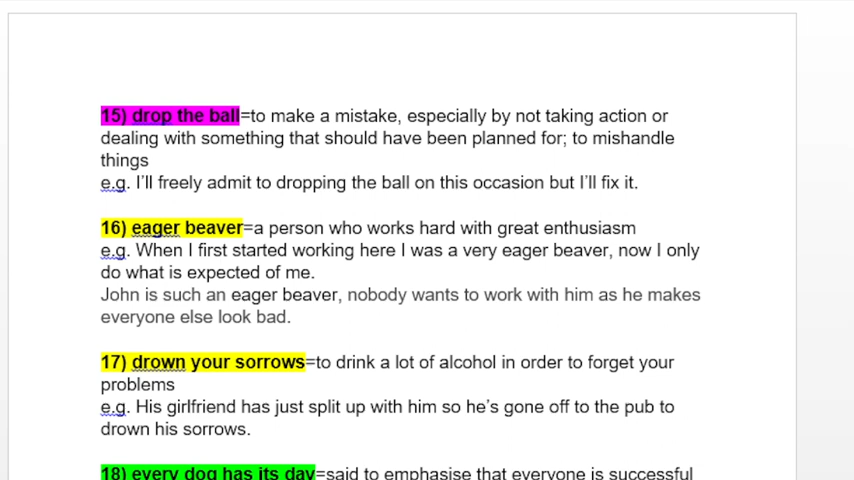 15) drop the ball=to make a mistake, especially by not taking action or
dealing with something that should have been planned for; to mishandle
things
e.g. I'll freely admit to dropping the ball on this occasion but I'll fix it.
16) eager beaver=a person who works hard with great enthusiasm
e.g. When I first started working here I was a very eager beaver, now I only
do what is expected of me.
John is such an eager beaver, nobody wants to work with him as he makes
everyone else look bad.
17) drown your sorrows=to drink a lot of alcohol in order to forget your
problems
e.g. His girlfriend has just split up with him so he's gone off to the pub to
drown his sorrows.
18) every dog has its day=said to emphasise that everyone is successful